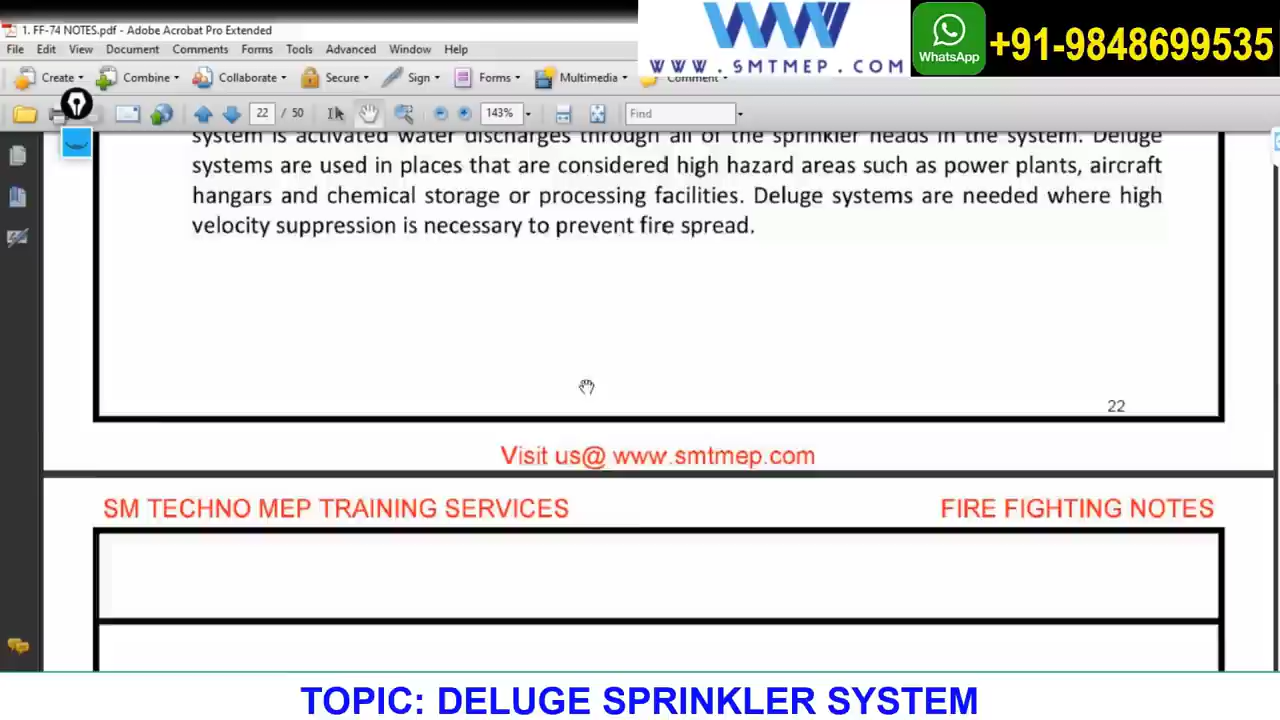 1. FF-74 NOTES.pdf - Adobe Acrobat Pro Extended
File Edit View Document Comments Forms Tools Advanced Window Help
WWW.SMTMEP.COM
WhatsApp
+91-9848699535
Create Combine Collaborate Secure Sign Forms Multimedia Comment
22 / 50 143% Find
system is activated water discharges through all of the sprinkler heads in the system. Deluge
systems are used in places that are considered high hazard areas such as power plants, aircraft
hangars and chemical storage or processing facilities. Deluge systems are needed where high
velocity suppression is necessary to prevent fire spread.
22
Visit us@ www.smtmep.com
SM TECHNO MEP TRAINING SERVICES FIRE FIGHTING NOTES
TOPIC: DELUGE SPRINKLER SYSTEM